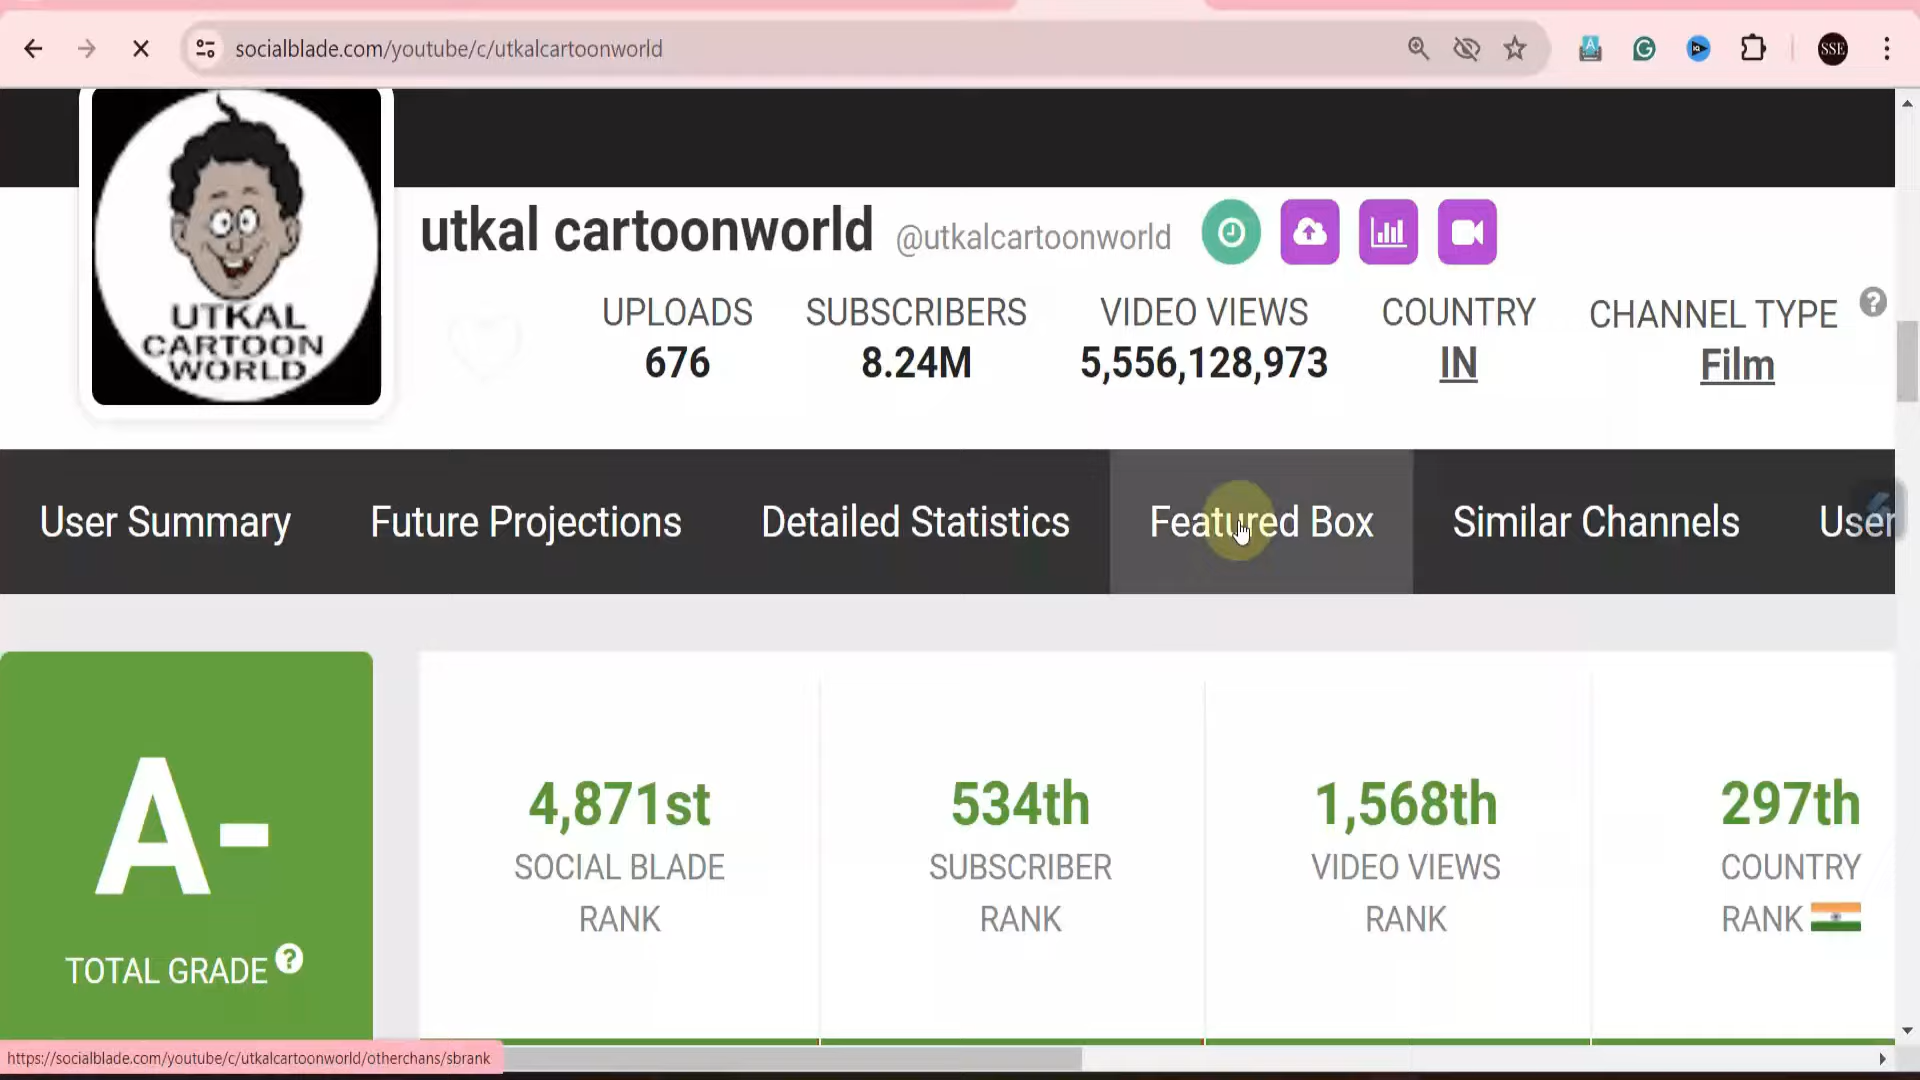 socialblade.com/youtube/c/utkalcartoonworld
SSE
UTKAL
CARTOON
WORLD
utkal cartoonworld @utkalcartoonworld
UPLOADS SUBSCRIBERS VIDEO VIEWS COUNTRY CHANNEL TYPE ?
676 8.24M 5,556,128,973 IN Film
User Summary Future Projections Detailed Statistics Featured Box Similar Channels User
A-
TOTAL GRADE ?
4,871st 534th 1,568th 297th
SOCIAL BLADE SUBSCRIBER VIDEO VIEWS COUNTRY
RANK RANK RANK RANK
https://socialblade.com/youtube/c/utkalcartoonworld/otherchans/sbrank